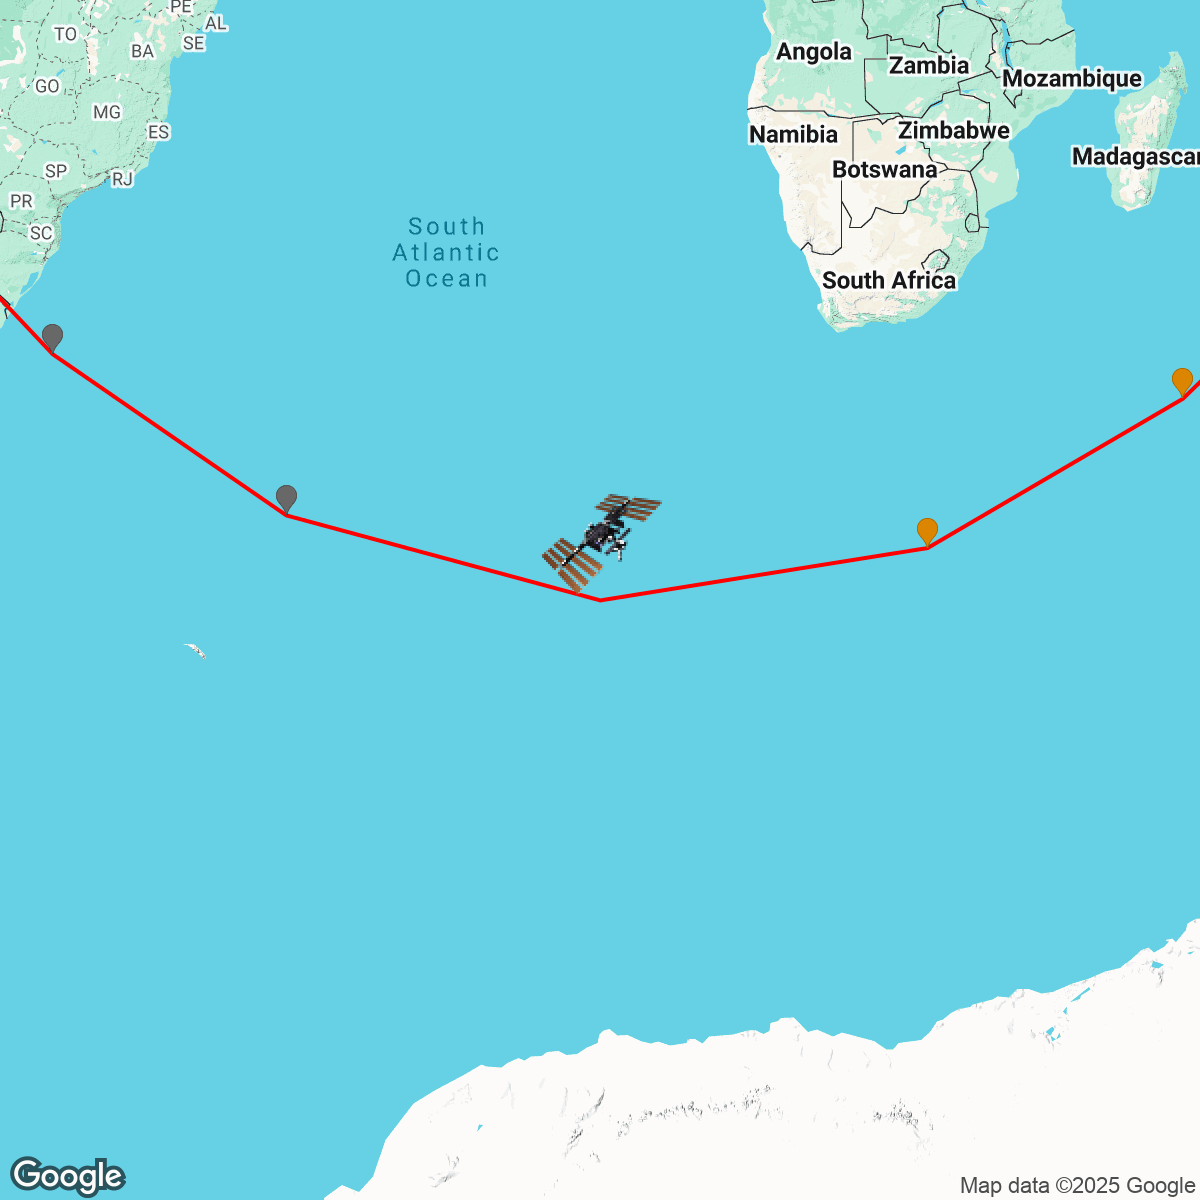 PE
AL
TO
SE
BA
GO
MG
ES
SP
RJ
PR
SC
Angola
Zambia
Mozambique
Namibia
Zimbabwe
Madagascar
Botswana
South
Atlantic
Ocean
South Africa
Google
Map data ©2025 Google